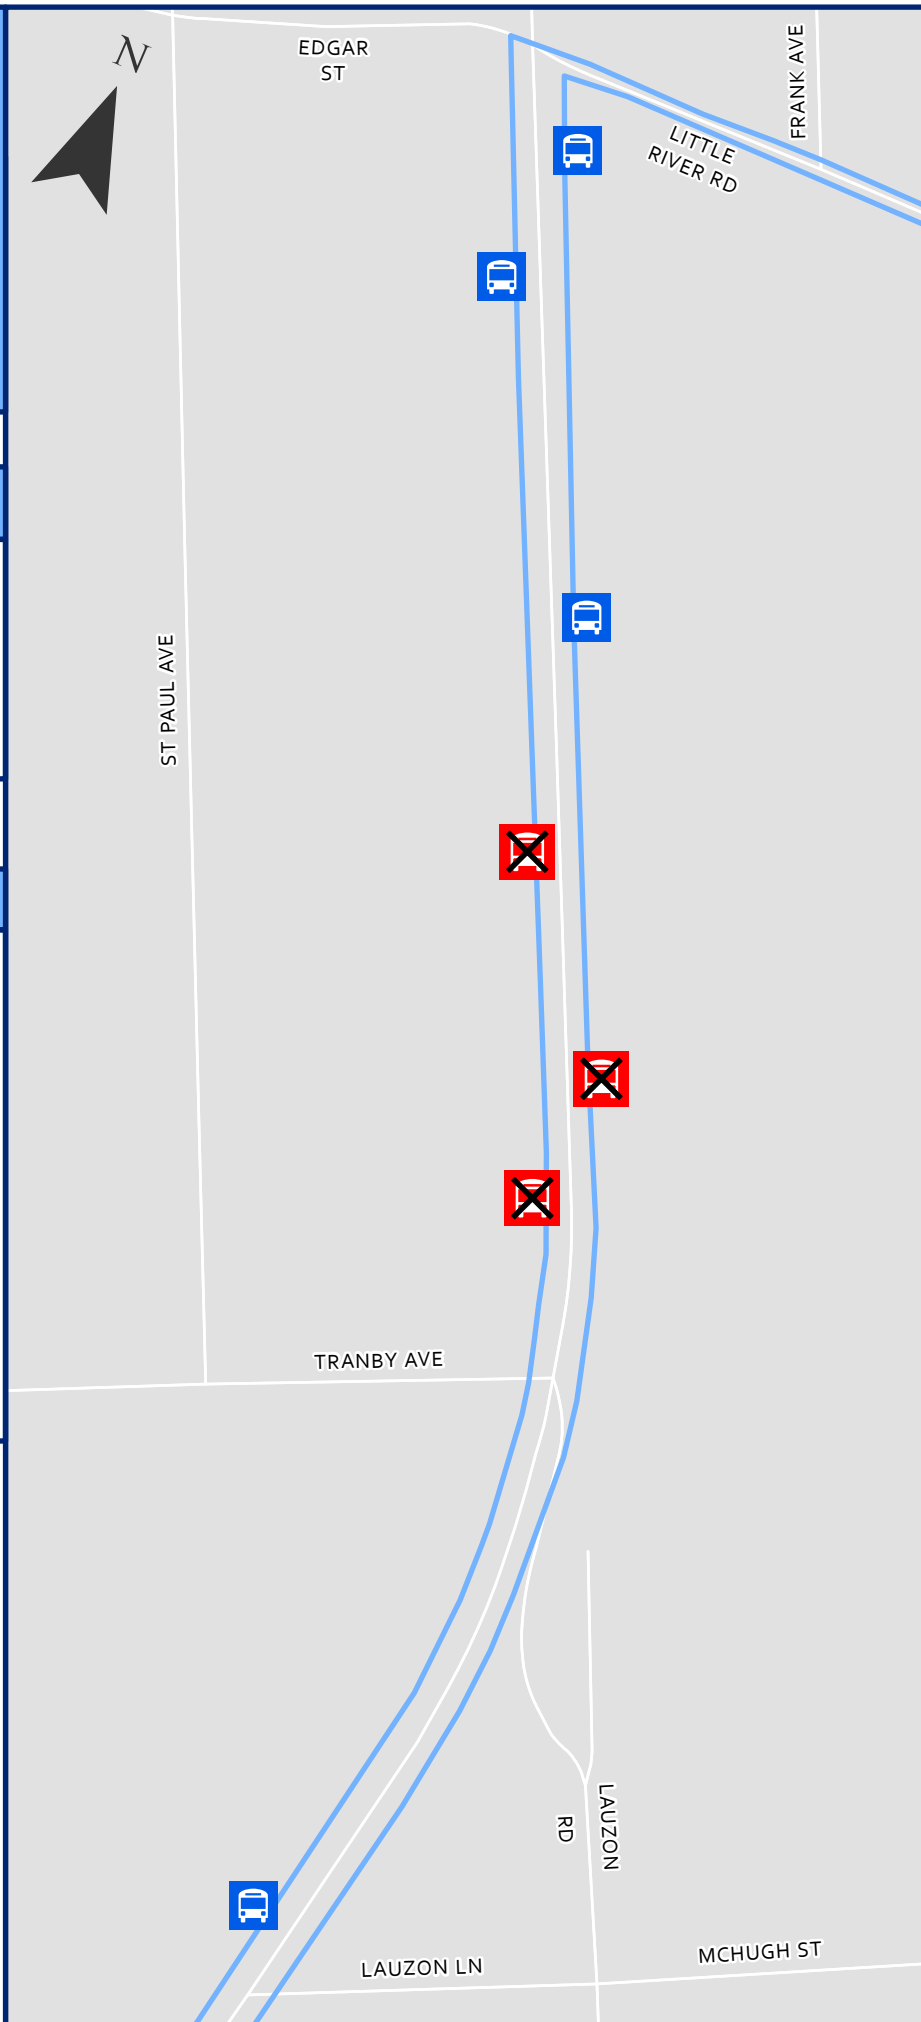 N
EDGAR
ST
FRANK AVE
LITTLE
RIVER RD
ST PAUL AVE
TRANBY AVE
LAUZON
RD
LAUZON LN
MCHUGH ST